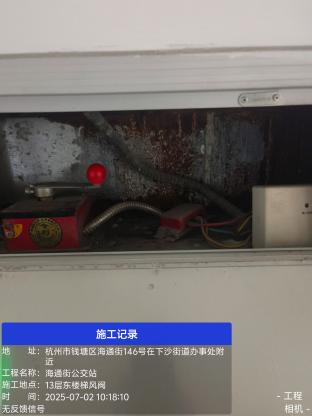 施工记录
地　　址：杭州市钱塘区海通街146号在下沙街道办事处附
近
工程名称：海通街公交站
施工地点：13层东楼梯风阀
时　　间：2025-07-02 10:18:10
无反馈信号
- 工程
相机 -